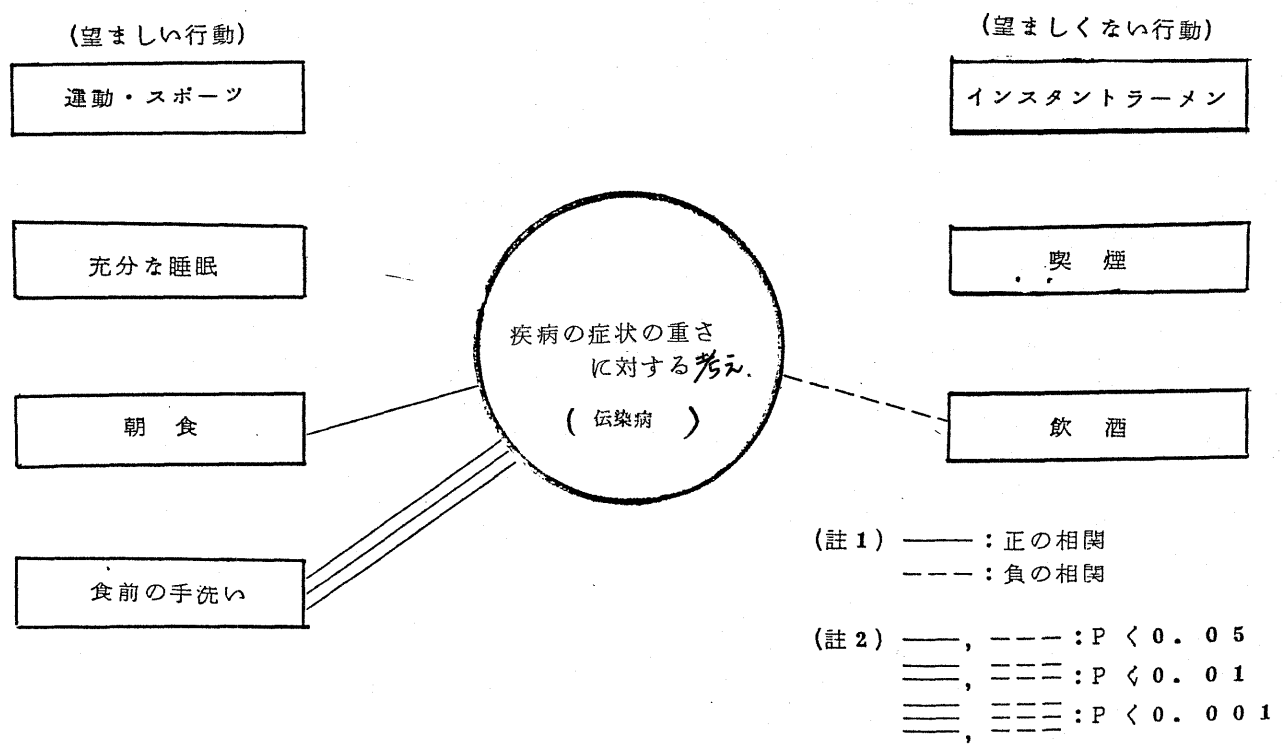 (望ましい行動)
運動・スポーツ
充分な睡眠
朝 食
食前の手洗い
疾病の症状の重さ
に対する考え.
( 伝染病 )
(望ましくない行動)
インスタントラーメン
喫 煙
飲 酒
(註1) ――― : 正の相関
--- : 負の相関
(註2) ――, --- : P < 0. 05
, : P < 0. 01
, : P < 0. 001